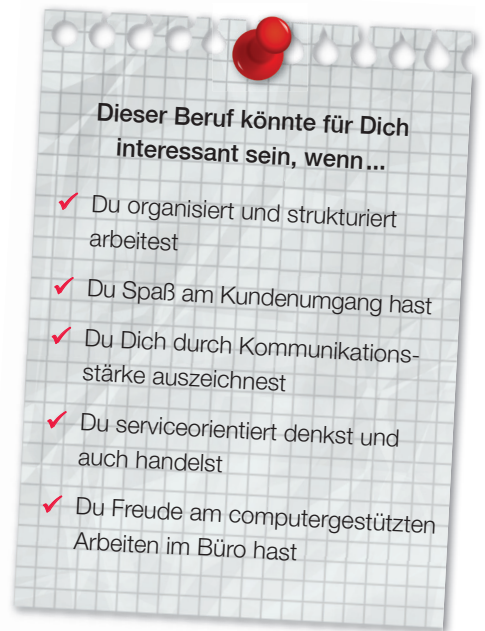 Dieser Beruf könnte für Dich
interessant sein, wenn...
Du organisiert und strukturiert
arbeitest
Du Spaß am Kundenumgang hast
Du Dich durch Kommunikations-
stärke auszeichnest
Du serviceorientiert denkst und
auch handelst
Du Freude am computergestützten
Arbeiten im Büro hast